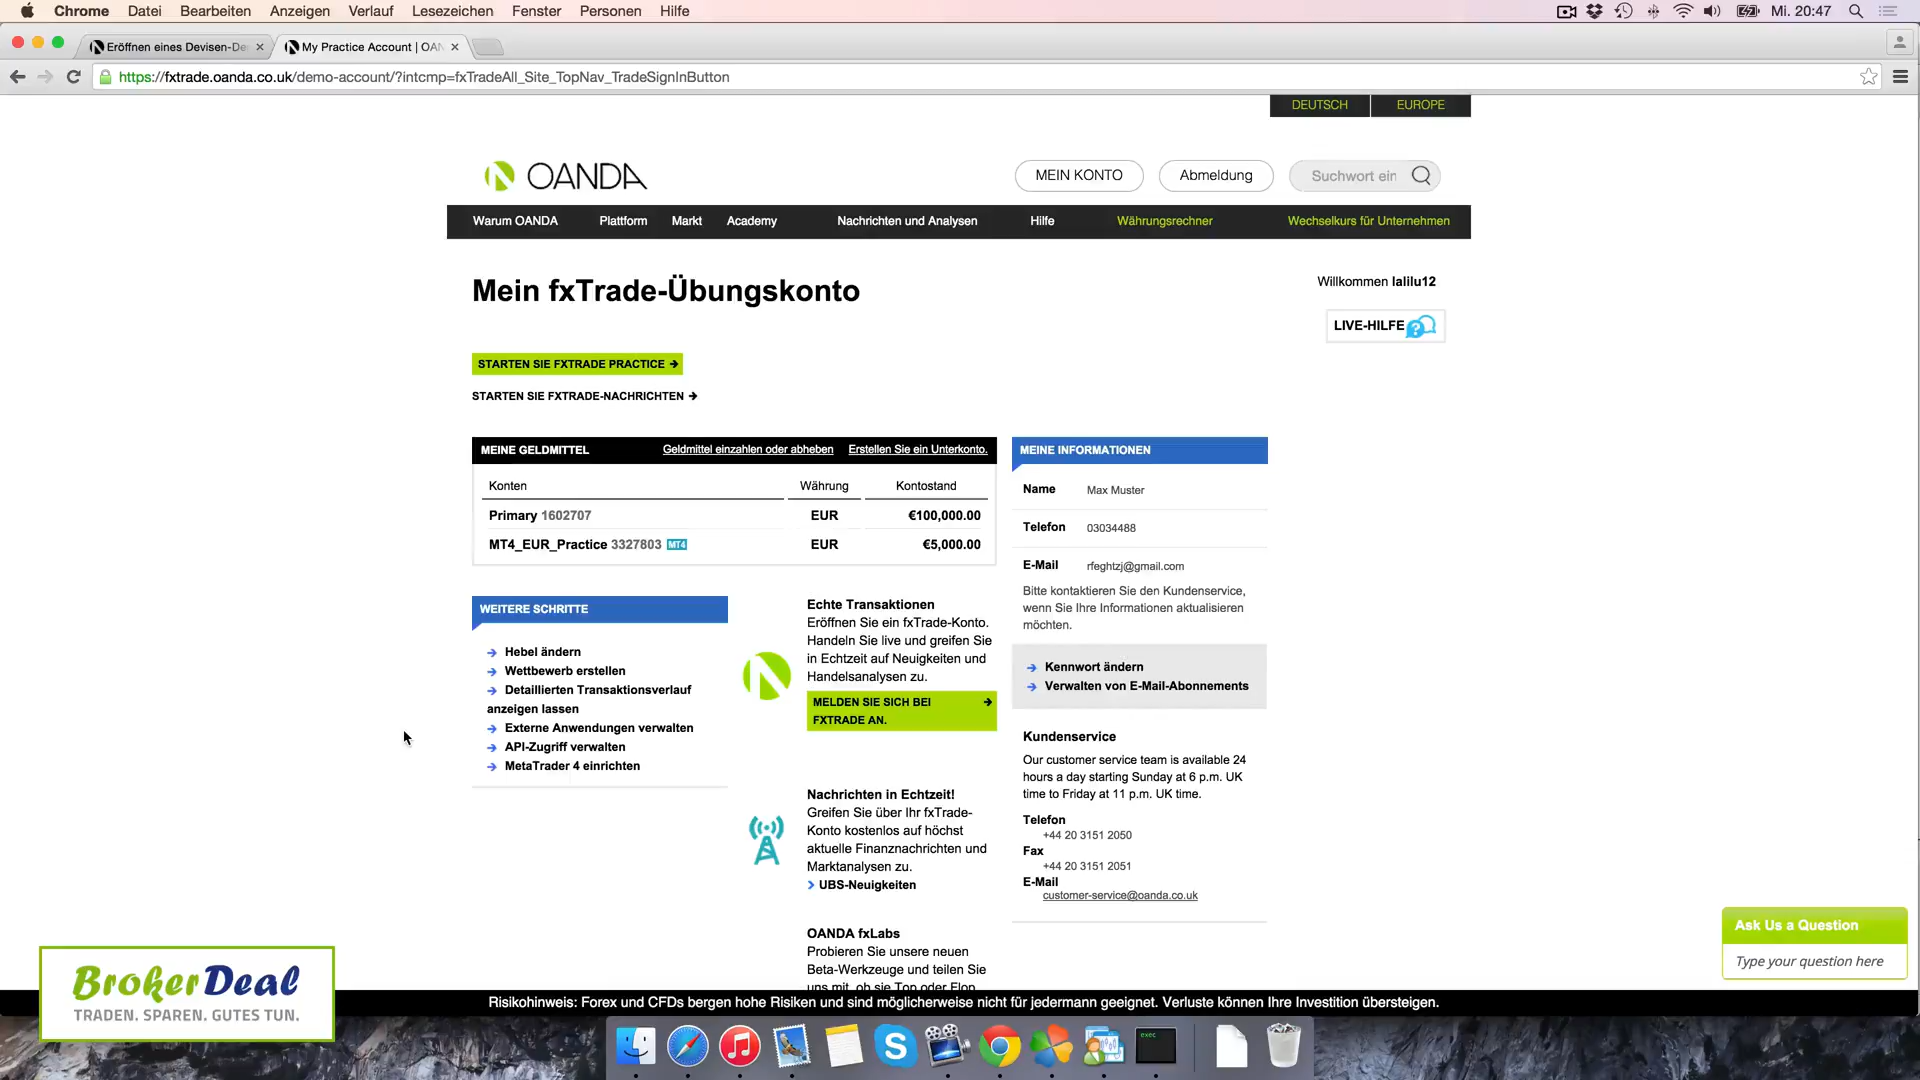 Chrome Datei Bearbeiten Anzeigen Verlauf Lesezeichen Fenster Personen Hilfe
Mi. 20:47
Eröffnen eines Devisen-De
My Practice Account | OAN
https://fxtrade.oanda.co.uk/demo-account/?intcmp=fxTradeAll_Site_TopNav_TradeSignInButton
DEUTSCH EUROPE
OANDA
MEIN KONTO
Abmeldung
Suchwort ein
Warum OANDA Plattform Markt Academy Nachrichten und Analysen Hilfe Währungsrechner Wechselkurs für Unternehmen
Mein fxTrade-Übungskonto
Willkommen lalilu12
LIVE-HILFE
STARTEN SIE FXTRADE PRACTICE
STARTEN SIE FXTRADE-NACHRICHTEN
MEINE GELDMITTEL Geldmittel einzahlen oder abheben Erstellen Sie ein Unterkonto.
Konten Währung Kontostand
Primary 1602707 EUR €100,000.00
MT4_EUR_Practice 3327803 MT4 EUR €5,000.00
MEINE INFORMATIONEN
Name Max Muster
Telefon 03034488
E-Mail rfeghtzj@gmail.com
Bitte kontaktieren Sie den Kundenservice,
wenn Sie Ihre Informationen aktualisieren
möchten.
Kennwort ändern
Verwalten von E-Mail-Abonnements
WEITERE SCHRITTE
Hebel ändern
Wettbewerb erstellen
Detaillierten Transaktionsverlauf
anzeigen lassen
Externe Anwendungen verwalten
API-Zugriff verwalten
MetaTrader 4 einrichten
Echte Transaktionen
Eröffnen Sie ein fxTrade-Konto.
Handeln Sie live und greifen Sie
in Echtzeit auf Neuigkeiten und
Handelsanalysen zu.
MELDEN SIE SICH BEI
FXTRADE AN.
Nachrichten in Echtzeit!
Greifen Sie über Ihr fxTrade-
Konto kostenlos auf höchst
aktuelle Finanznachrichten und
Marktanalysen zu.
UBS-Neuigkeiten
OANDA fxLabs
Probieren Sie unsere neuen
Beta-Werkzeuge und teilen Sie
uns mit, ob sie Top oder Flop
Kundenservice
Our customer service team is available 24
hours a day starting Sunday at 6 p.m. UK
time to Friday at 11 p.m. UK time.
Telefon
+44 20 3151 2050
Fax
+44 20 3151 2051
E-Mail
customer-service@oanda.co.uk
Ask Us a Question
Type your question here
Risikohinweis: Forex und CFDs bergen hohe Risiken und sind möglicherweise nicht für jedermann geeignet. Verluste können Ihre Investition übersteigen.
BrokerDeal
TRADEN. SPAREN. GUTES TUN.
exec